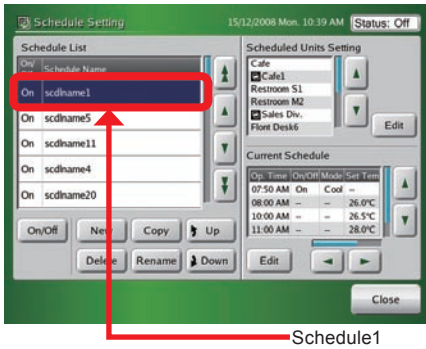 Schedule Setting
15/12/2008 Mon. 10:39 AM
Status: Off
Schedule List
On/
Schedule Name
On scdlname1
On scdlname5
On scdlname11
On scdlname4
On scdlname20
On/Off New Copy Up
Delete Rename Down
Scheduled Units Setting
Cafe
Cafe1
Restroom S1
Restroom M2
Sales Div.
Flont Desk6
Edit
Current Schedule
Op. Time On/Off Mode Set Tem
07:50 AM On Cool --
08:00 AM -- -- 26.0°C
10:00 AM -- -- 26.5°C
11:00 AM -- -- 28.0°C
Edit
Close
Schedule1